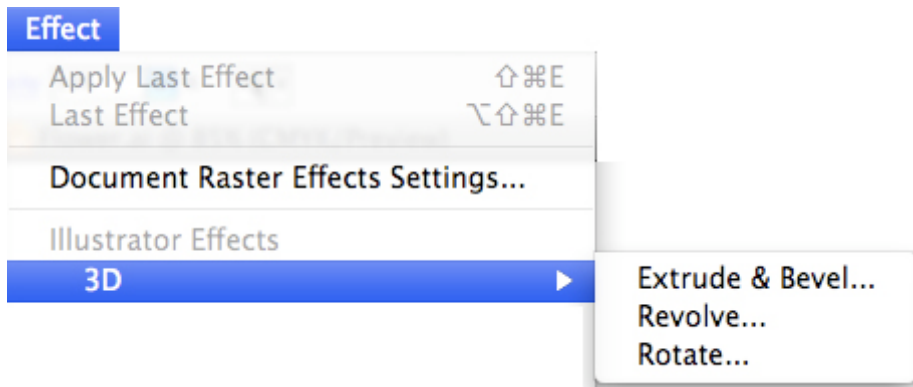 Effect
Apply Last Effect ⇧⌘E
Last Effect ⌥⇧⌘E
Document Raster Effects Settings...
Illustrator Effects
3D
Extrude & Bevel...
Revolve...
Rotate...